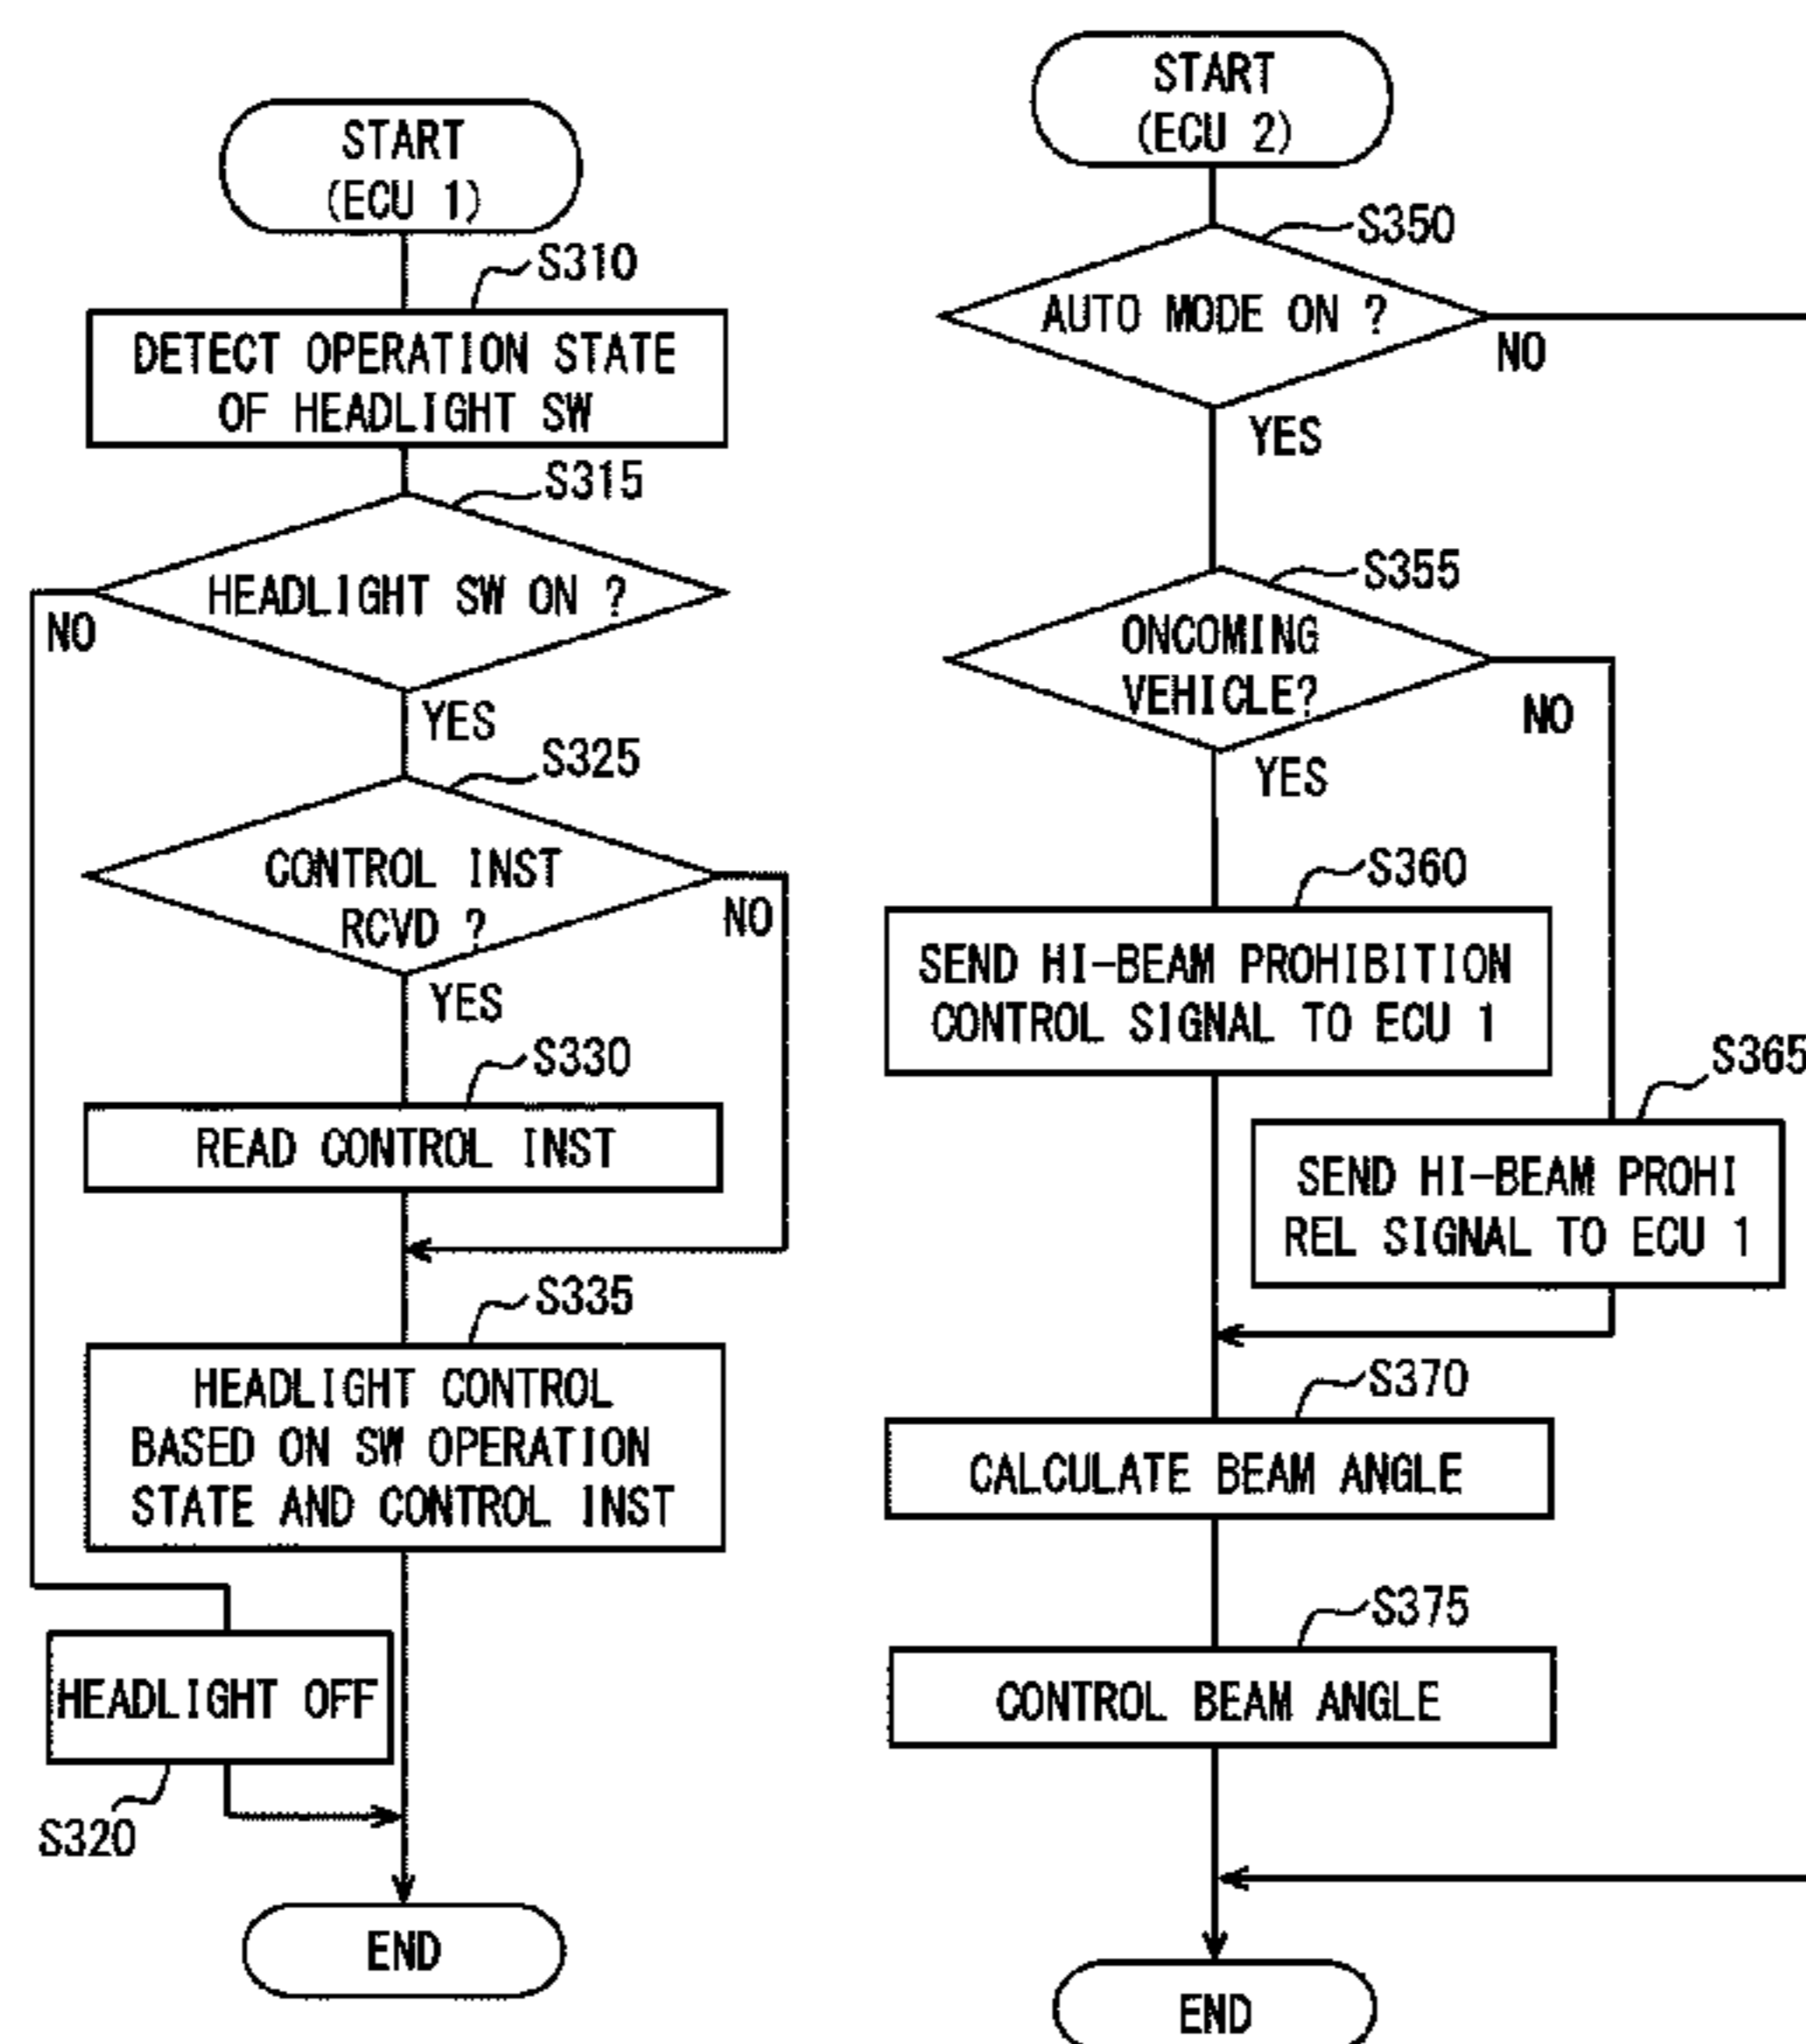 START
(ECU 1)
S310
DETECT OPERATION STATE
OF HEADLIGHT SW
S315
HEADLIGHT SW ON ?
NO
YES
S325
CONTROL INST
RCVD ?
NO
YES
S330
READ CONTROL INST
S335
HEADLIGHT CONTROL
BASED ON SW OPERATION
STATE AND CONTROL INST
HEADLIGHT OFF
S320
END
START
(ECU 2)
S350
AUTO MODE ON ?
NO
YES
S355
ONCOMING
VEHICLE?
NO
YES
S360
SEND HI-BEAM PROHIBITION
CONTROL SIGNAL TO ECU 1
S365
SEND HI-BEAM PROHI
REL SIGNAL TO ECU 1
S370
CALCULATE BEAM ANGLE
S375
CONTROL BEAM ANGLE
END